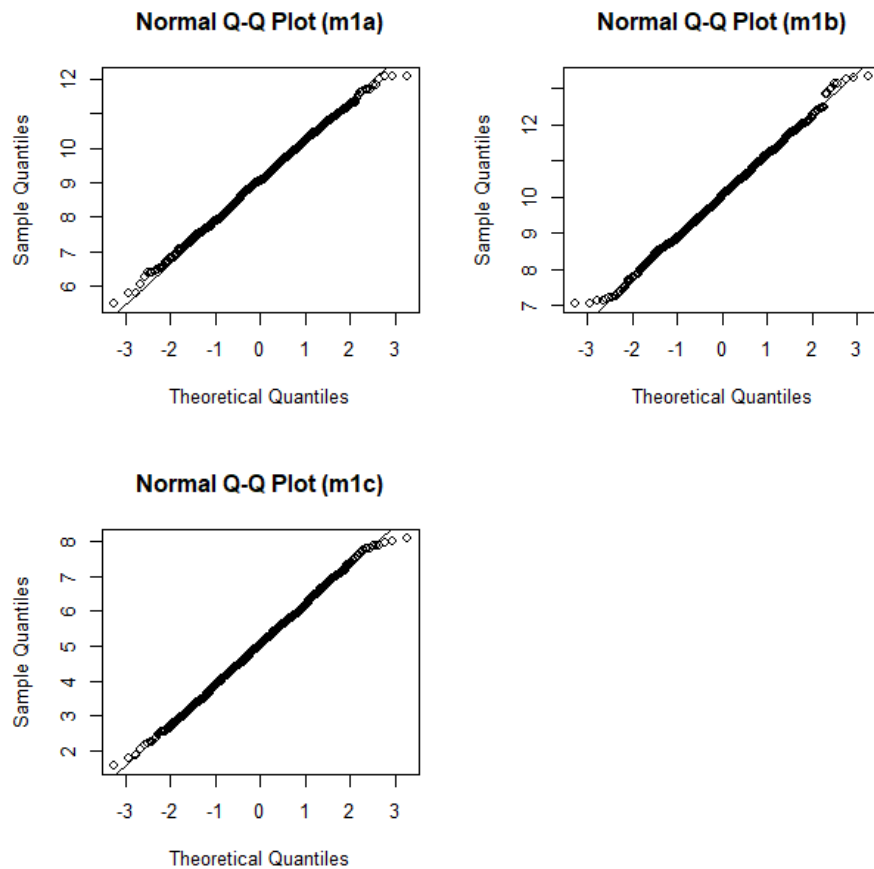 Normal Q-Q Plot (m1a)
Sample Quantiles
12
10
9
8
7
6
-3 -2 -1 0 1 2 3
Theoretical Quantiles
Normal Q-Q Plot (m1b)
Sample Quantiles
12
10
9
8
7
-3 -2 -1 0 1 2 3
Theoretical Quantiles
Normal Q-Q Plot (m1c)
Sample Quantiles
8
7
6
5
4
3
2
-3 -2 -1 0 1 2 3
Theoretical Quantiles